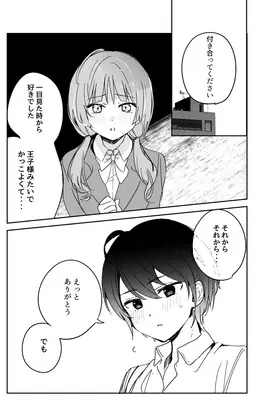 付き合ってください
一目見た時から
好きでした
王子様みたいで
かっこよくて・・・・
それから
それから・・・
えっと
ありがとう
でも